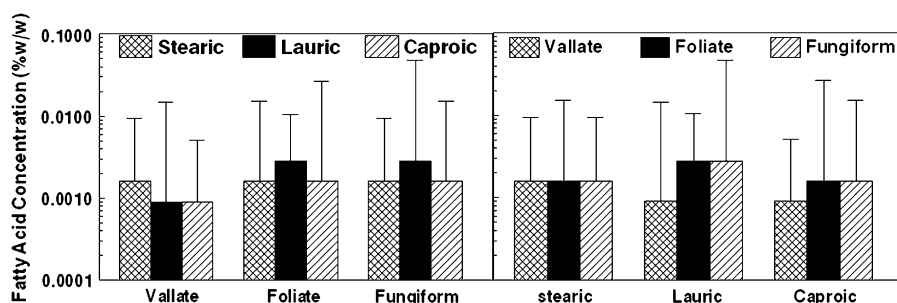 Fatty Acid Concentration (%w/w)
0.1000
0.0100
0.0010
0.0001
Stearic Lauric Caproic
Vallate Foliate Fungiform
Vallate Foliate Fungiform
stearic Lauric Caproic